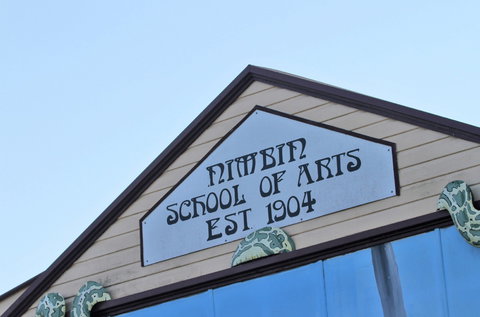 NIMBIN
SCHOOL OF ARTS
EST 1904